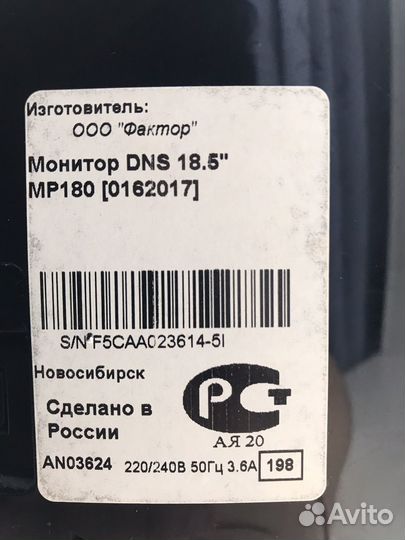 Изготовитель:
ООО "Фактор"
Монитор DNS 18.5"
MP180 [0162017]
S/N F5CAA023614-5I
Новосибирск
РСТ
Сделано в
России
АЯ 20
AN03624 220/240В 50Гц 3.6А 198
Avito